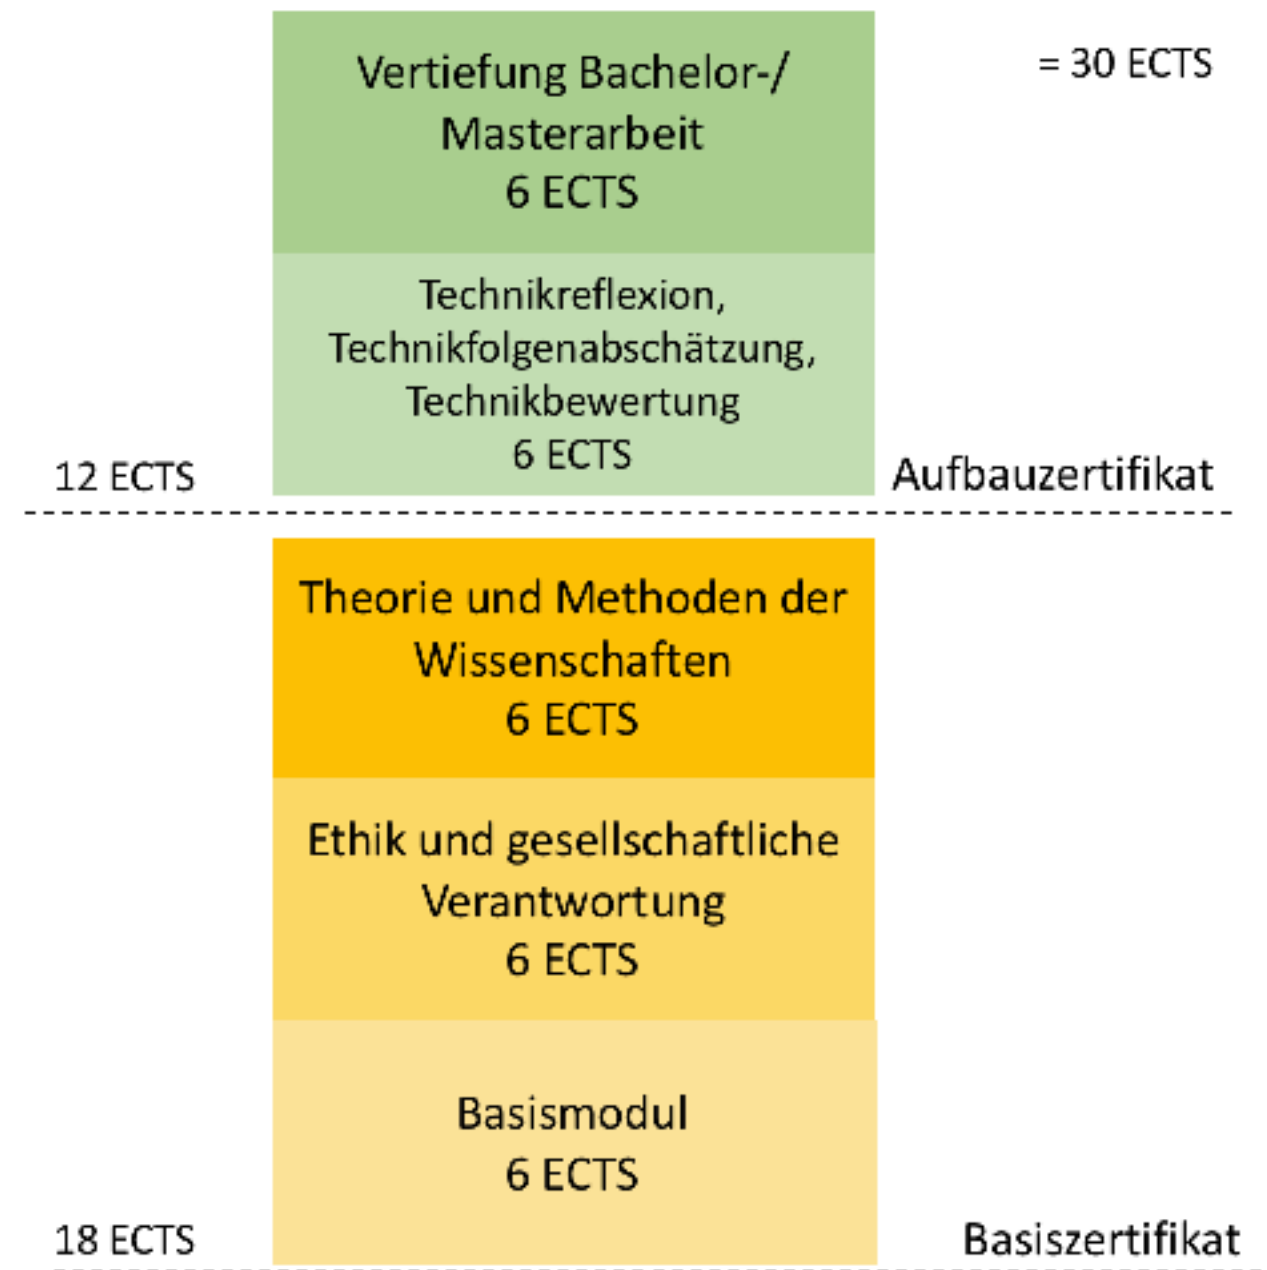 Vertiefung Bachelor-/
Masterarbeit
6 ECTS
= 30 ECTS
Technikreflexion,
Technikfolgenabschätzung,
Technikbewertung
6 ECTS
12 ECTS
Aufbauzertifikat
Theorie und Methoden der
Wissenschaften
6 ECTS
Ethik und gesellschaftliche
Verantwortung
6 ECTS
Basismodul
6 ECTS
18 ECTS
Basiszertifikat